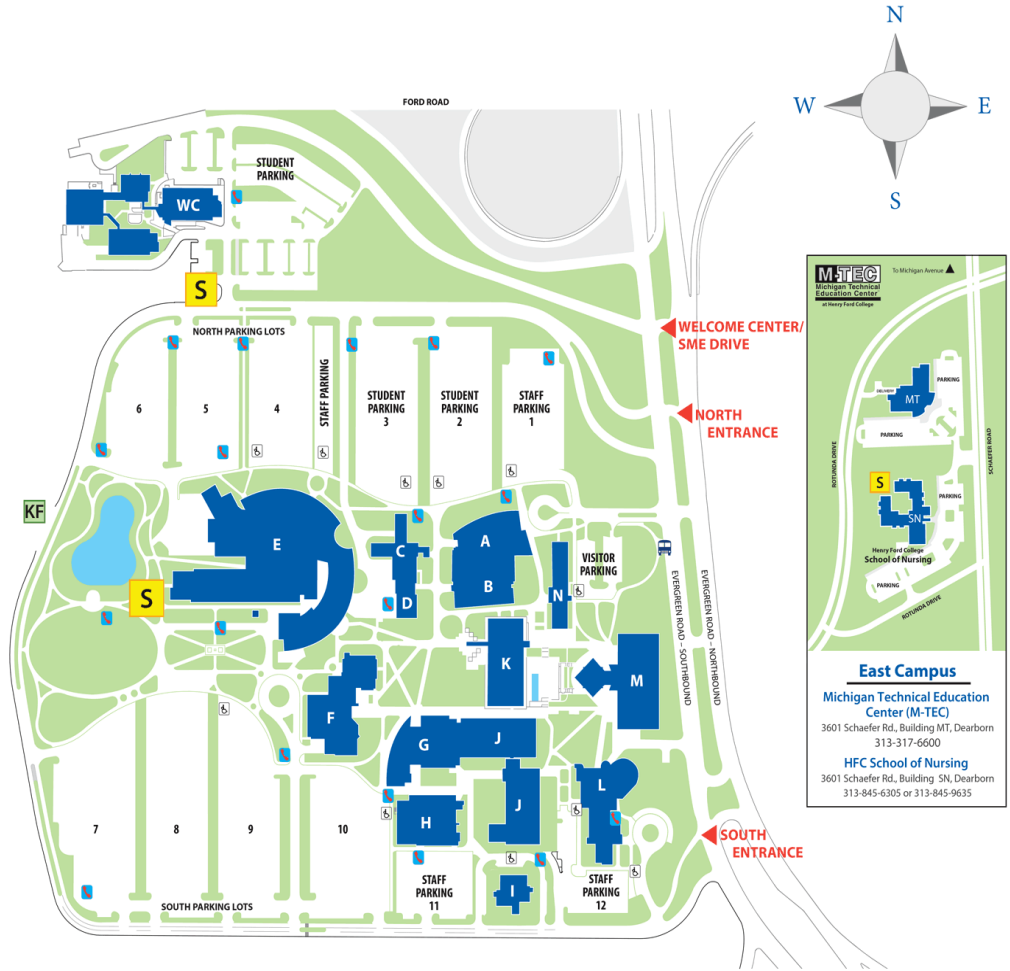 N
W
E
S
FORD ROAD
STUDENT
PARKING
WC
S
NORTH PARKING LOTS
WELCOME CENTER/
SME DRIVE
6
5
4
STAFF PARKING
STUDENT
PARKING
3
STUDENT
PARKING
2
STAFF
PARKING
1
NORTH
ENTRANCE
KF
E
C
D
A
B
N
VISITOR
PARKING
S
EVERGREEN ROAD – SOUTHBOUND
EVERGREEN ROAD – NORTHBOUND
K
M
F
G
J
L
J
H
7
8
9
10
SOUTH
ENTRANCE
STAFF
PARKING
11
I
STAFF
PARKING
12
SOUTH PARKING LOTS
M-TEC
Michigan Technical
Education Center
at Henry Ford College
To Michigan Avenue
PARKING
DELIVERY
MT
PARKING
ROTUNDA DRIVE
SCHAEFER ROAD
S
PARKING
SN
Henry Ford College
School of Nursing
PARKING
ROTUNDA DRIVE
East Campus
Michigan Technical Education
Center (M-TEC)
3601 Schaefer Rd., Building MT, Dearborn
313-317-6600
HFC School of Nursing
3601 Schaefer Rd., Building SN, Dearborn
313-845-6305 or 313-845-9635